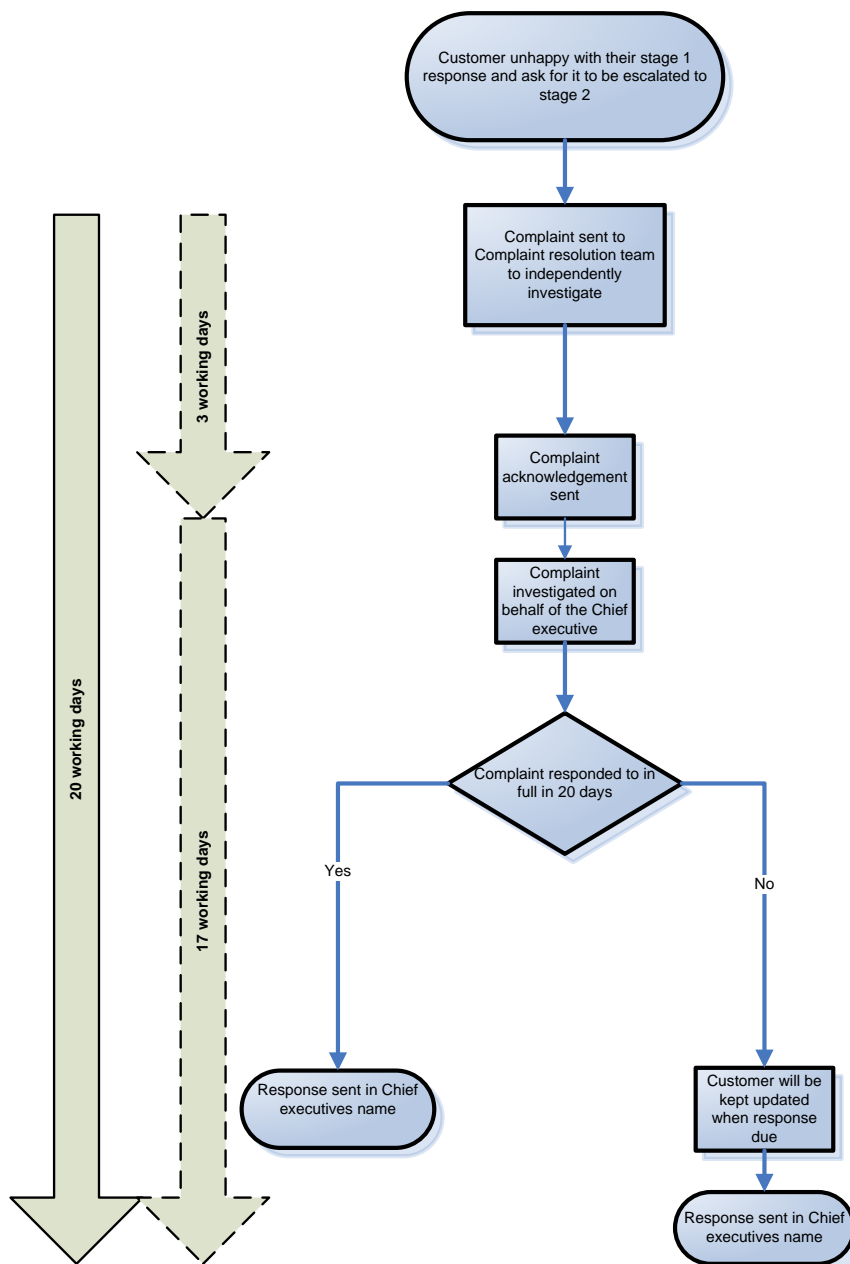 Customer unhappy with their stage 1
response and ask for it to be escalated to
stage 2
Complaint sent to
Complaint resolution team
to independently
investigate
3 working days
Complaint
acknowledgement
sent
Complaint
investigated on
behalf of the Chief
executive
20 working days
17 working days
Complaint responded to in
full in 20 days
Yes
No
Response sent in Chief
executives name
Customer will be
kept updated
when response
due
Response sent in Chief
executives name